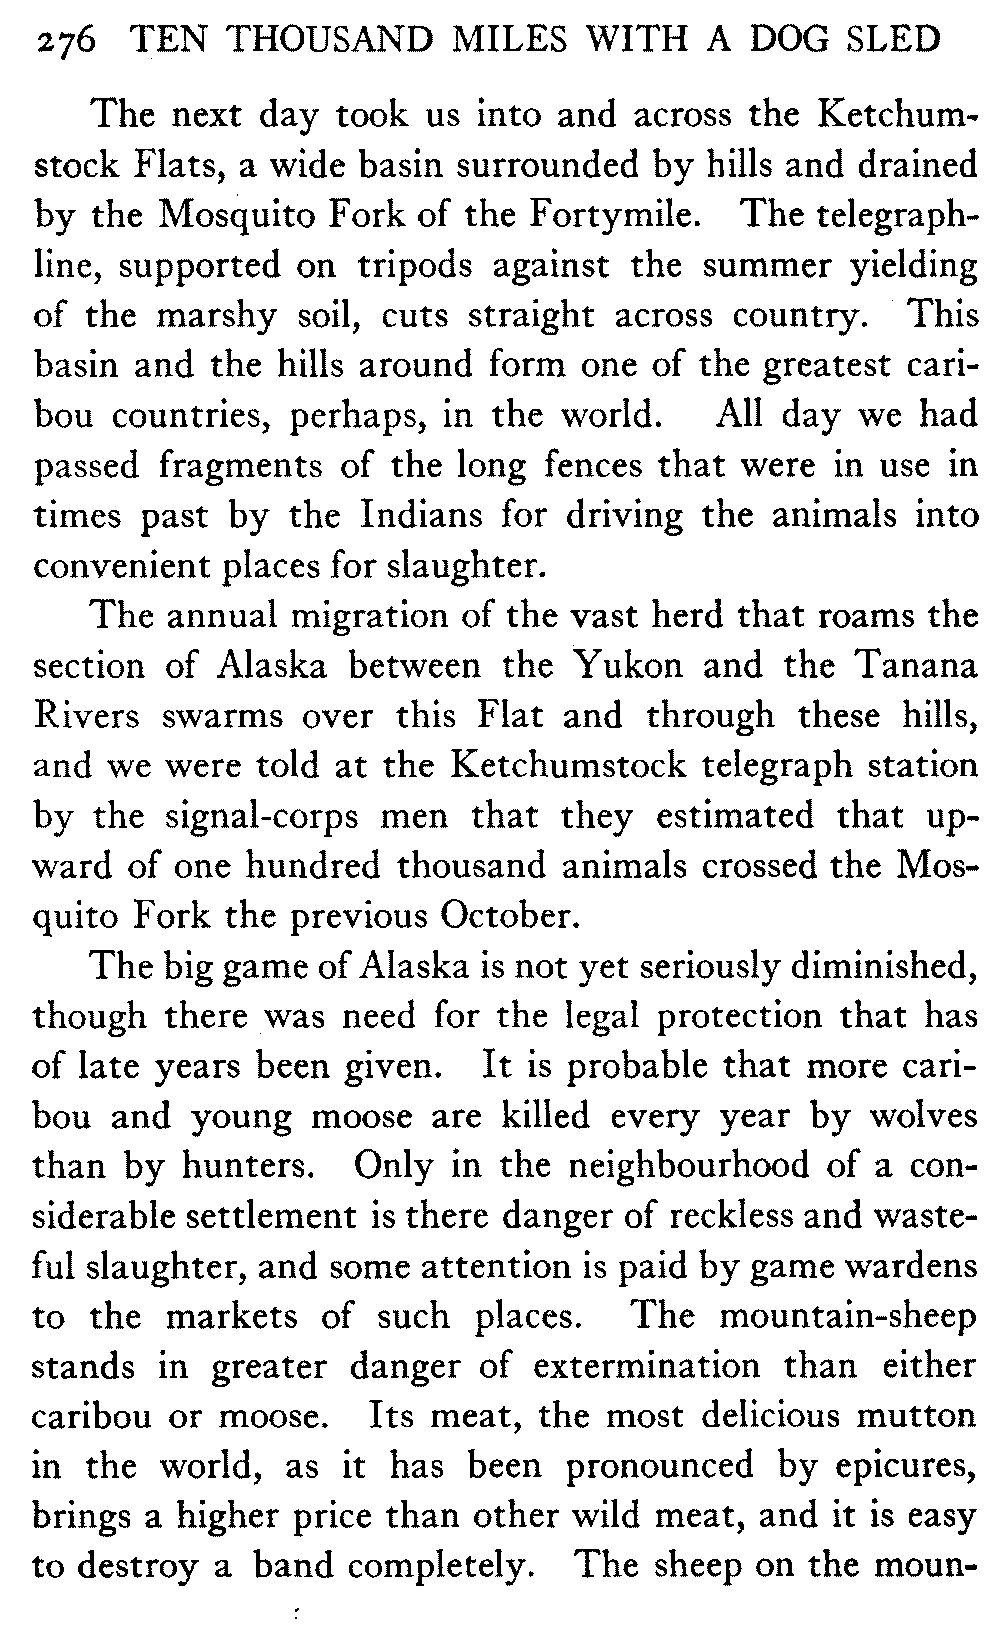 276 TEN THOUSAND MILES WITH A DOG SLED
The next day took us into and across the Ketchum-
stock Flats, a wide basin surrounded by hills and drained
by the Mosquito Fork of the Fortymile. The telegraph-
line, supported on tripods against the summer yielding
of the marshy soil, cuts straight across country. This
basin and the hills around form one of the greatest cari-
bou countries, perhaps, in the world. All day we had
passed fragments of the long fences that were in use in
times past by the Indians for driving the animals into
convenient places for slaughter.
The annual migration of the vast herd that roams the
section of Alaska between the Yukon and the Tanana
Rivers swarms over this Flat and through these hills,
and we were told at the Ketchumstock telegraph station
by the signal-corps men that they estimated that up-
ward of one hundred thousand animals crossed the Mos-
quito Fork the previous October.
The big game of Alaska is not yet seriously diminished,
though there was need for the legal protection that has
of late years been given. It is probable that more cari-
bou and young moose are killed every year by wolves
than by hunters. Only in the neighbourhood of a con-
siderable settlement is there danger of reckless and waste-
ful slaughter, and some attention is paid by game wardens
to the markets of such places. The mountain-sheep
stands in greater danger of extermination than either
caribou or moose. Its meat, the most delicious mutton
in the world, as it has been pronounced by epicures,
brings a higher price than other wild meat, and it is easy
to destroy a band completely. The sheep on the moun-